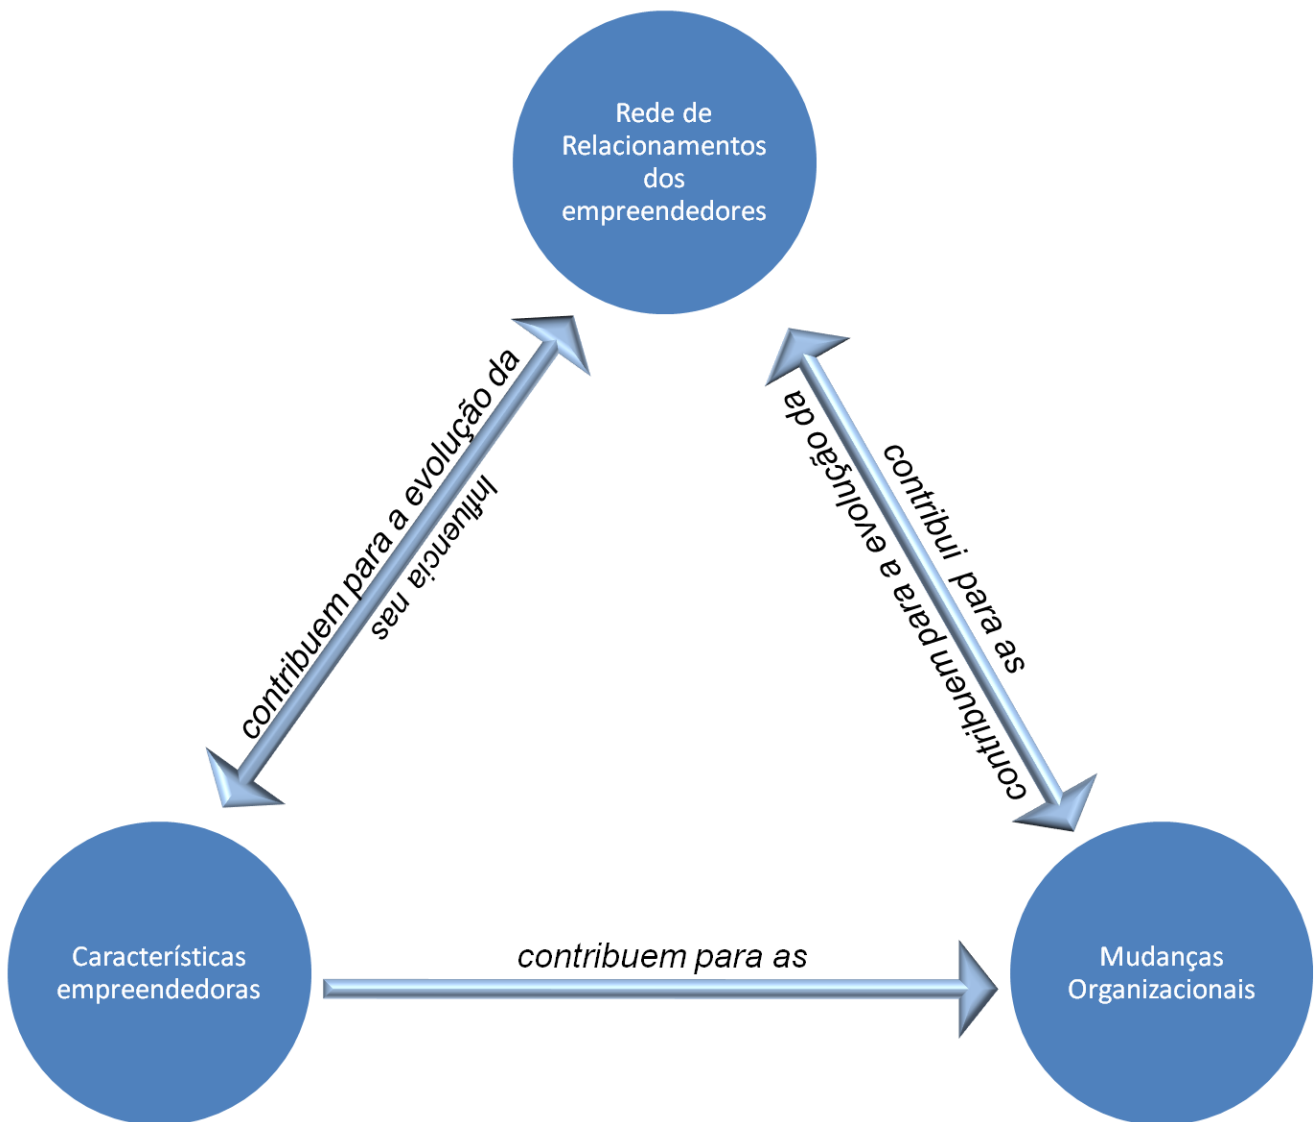 Rede de
Relacionamentos
dos
empreendedores
contribuem para a evolução da
Influencia nas
contribui para as
contribuem para a evolução da
Características
empreendedoras
contribuem para as
Mudanças
Organizacionais